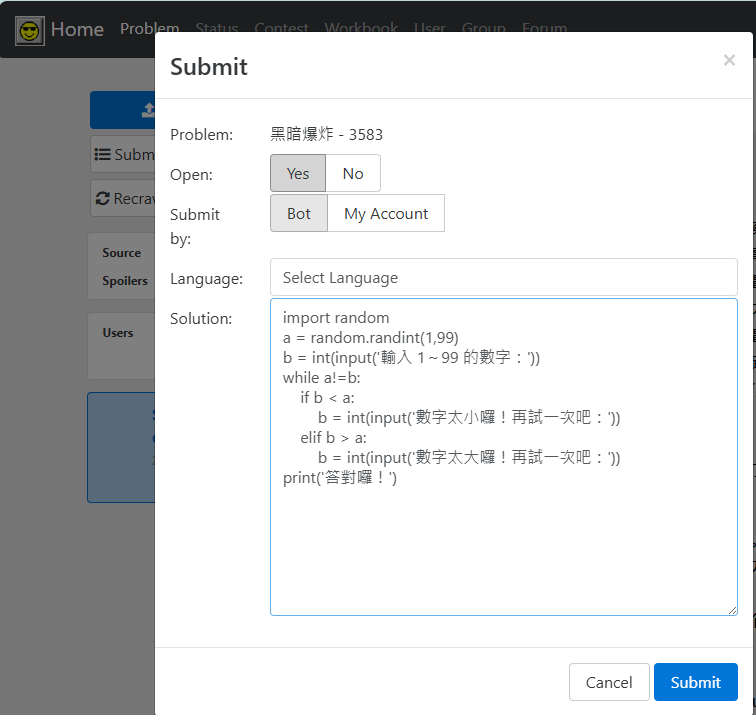 Home Problem Status Contest Workbook User Group Forum
Submit ×
Problem: 黑暗爆炸 - 3583
Open: Yes No
Submit by: Bot My Account
Language: Select Language
Solution:
import random
a = random.randint(1,99)
b = int(input('輸入 1～99 的數字：'))
while a!=b:
    if b < a:
        b = int(input('數字太小囉！再試一次吧：'))
    elif b > a:
        b = int(input('數字太大囉！再試一次吧：'))
print('答對囉！')
Cancel Submit
Subm
Recraw
Source
Spoilers
Users